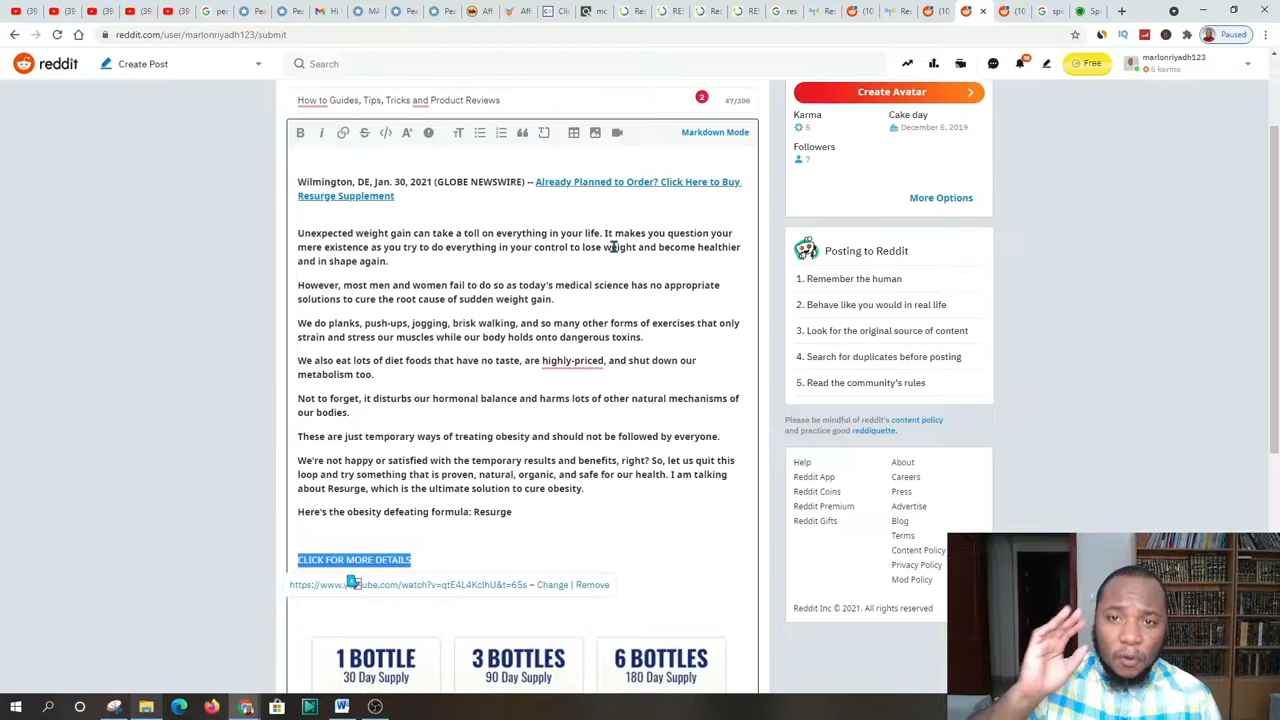 reddit.com/user/marlonriyadh123/submit
Paused
reddit
Create Post
Search
Free
marlonriyadh123
5 karma
How to Guides, Tips, Tricks and Product Reviews
2
47/300
Markdown Mode
Wilmington, DE, Jan. 30, 2021 (GLOBE NEWSWIRE) -- Already Planned to Order? Click Here to Buy
Resurge Supplement
Unexpected weight gain can take a toll on everything in your life. It makes you question your
mere existence as you try to do everything in your control to lose weight and become healthier
and in shape again.
However, most men and women fail to do so as today's medical science has no appropriate
solutions to cure the root cause of sudden weight gain.
We do planks, push-ups, jogging, brisk walking, and so many other forms of exercises that only
strain and stress our muscles while our body holds onto dangerous toxins.
We also eat lots of diet foods that have no taste, are highly-priced, and shut down our
metabolism too.
Not to forget, it disturbs our hormonal balance and harms lots of other natural mechanisms of
our bodies.
These are just temporary ways of treating obesity and should not be followed by everyone.
We're not happy or satisfied with the temporary results and benefits, right? So, let us quit this
loop and try something that is proven, natural, organic, and safe for our health. I am talking
about Resurge, which is the ultimate solution to cure obesity.
Here's the obesity defeating formula: Resurge
CLICK FOR MORE DETAILS
– Change | Remove
1 BOTTLE
30 Day Supply
3 BOTTLES
90 Day Supply
6 BOTTLES
180 Day Supply
Create Avatar
Karma
5
Cake day
December 5, 2019
Followers
7
More Options
Posting to Reddit
1. Remember the human
2. Behave like you would in real life
3. Look for the original source of content
4. Search for duplicates before posting
5. Read the community's rules
Please be mindful of reddit's content policy
and practice good reddiquette.
Help
Reddit App
Reddit Coins
Reddit Premium
Reddit Gifts
About
Careers
Press
Advertise
Blog
Terms
Content Policy
Privacy Policy
Mod Policy
Reddit Inc © 2021. All rights reserved